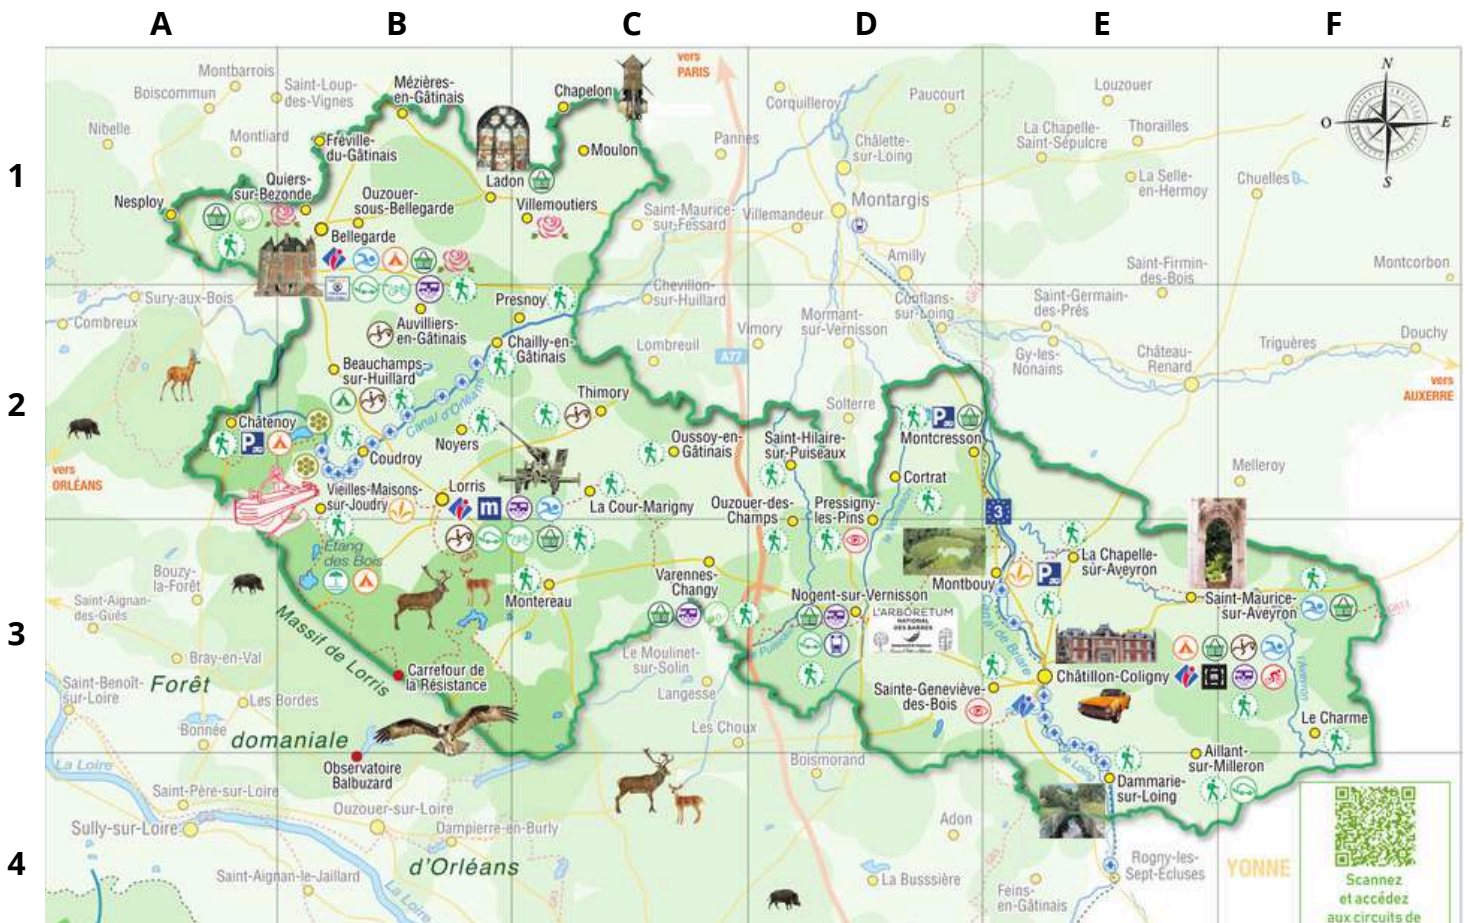 A B C D E F
1
2
3
4
vers
PARIS
N
O
E
S
Montbarrois
Boiscommun
Saint-Loup-
des-Vignes
Mézières-
en-Gâtinais
Chapelon
Corquilleroy
Paucourt
Louzouer
Nibelle
Montliard
Fréville-
du-Gâtinais
Moulon
Pannes
Châlette-
sur-Loing
La Chapelle-
Saint-Sépulcre
Thorailles
Nesploy
Quiers-
sur-Bezonde
Ouzouer-
sous-Bellegarde
Ladon
Villemoutiers
Saint-Maurice-
sur-Fessard
Villemandeur
Montargis
La Selle-
en-Hermoy
Chuelles
Bellegarde
Amilly
Saint-Firmin-
des-Bois
Montcorbon
Sury-aux-Bois
Combreux
Auvilliers-
en-Gâtinais
Presnoy
Chevillon-
sur-Huillard
Vimory
Mormant-
sur-Vernisson
Conflans-
sur-Loing
Saint-Germain-
des-Prés
Gy-les-
Nonains
Château-
Renard
Triguères
Douchy
Chailly-en-
Gâtinais
Lombreuil
A77
vers
AUXERRE
Beauchamps-
sur-Huillard
Canal d'Orléans
Thimory
Solterre
Châtenoy
Noyers
Coudroy
Oussoy-en-
Gâtinais
Saint-Hilaire-
sur-Puiseaux
Montcresson
Cortrat
Melleroy
vers
ORLÉANS
Vieilles-Maisons-
sur-Joudry
Lorris
m
La Cour-Marigny
Ouzouer-des-
Champs
Pressigny-
les-Pins
3
Etang
des Bois
GR3
Bouzy-
la-Forêt
Saint-Aignan-
des-Gués
Montereau
Varennes-
Changy
Nogent-sur-Vernisson
L'ARBORETUM
NATIONAL
DES BARRES
Montbouy
La Chapelle-
sur-Aveyron
Saint-Maurice-
sur-Aveyron
Canal de Briare
Massif de Lorris
Bray-en-Val
Carrefour de
la Résistance
Le Moulinet-
sur-Solin
Langesse
Sainte-Geneviève-
des-Bois
Châtillon-Coligny
l'Aveyron
Le Charme
Saint-Benoît-
sur-Loire
Forêt
Les Bordes
Bonnée
domaniale
Les Choux
Boismorand
Aillant-
sur-Milleron
La Loire
Observatoire
Balbuzard
le Loing
Dammarie-
sur-Loing
Saint-Père-sur-Loire
Ouzouer-sur-Loire
Sully-sur-Loire
Dampierre-en-Burly
Adon
d'Orléans
Saint-Aignan-le-Jaillard
La Loire
La Bussière
Feins-
en-Gâtinais
Rogny-les-
Sept-Écluses
YONNE
Scannez
et accédez
aux circuits de